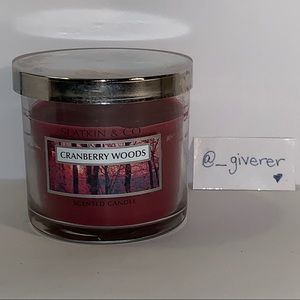 SLATKIN & CO
CRANBERRY WOODS
SCENTED CANDLE
@_giverer